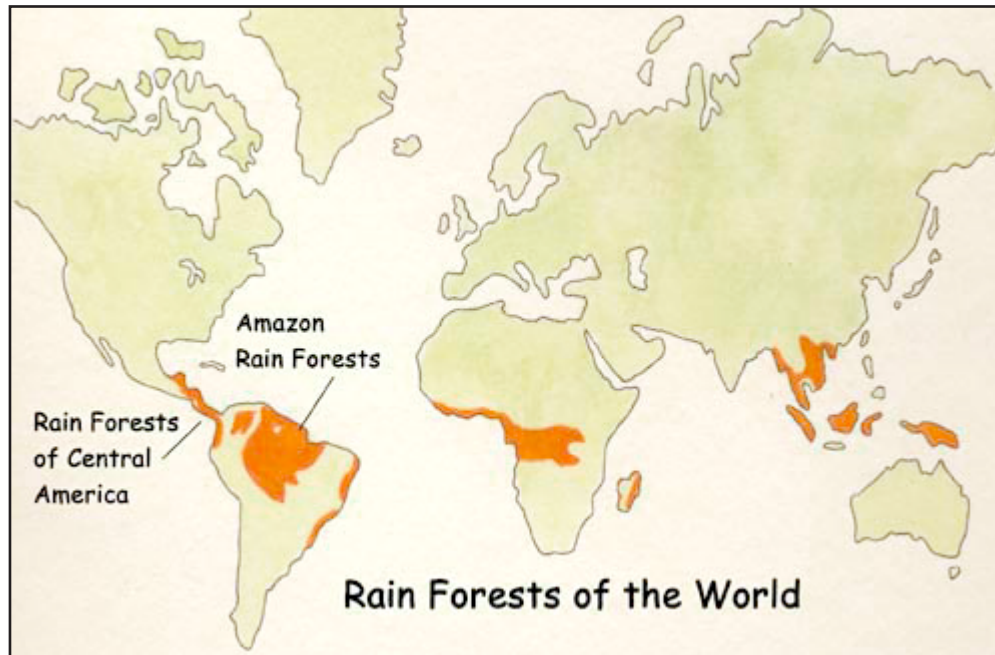 Amazon
Rain Forests
Rain Forests
of Central
America
Rain Forests of the World